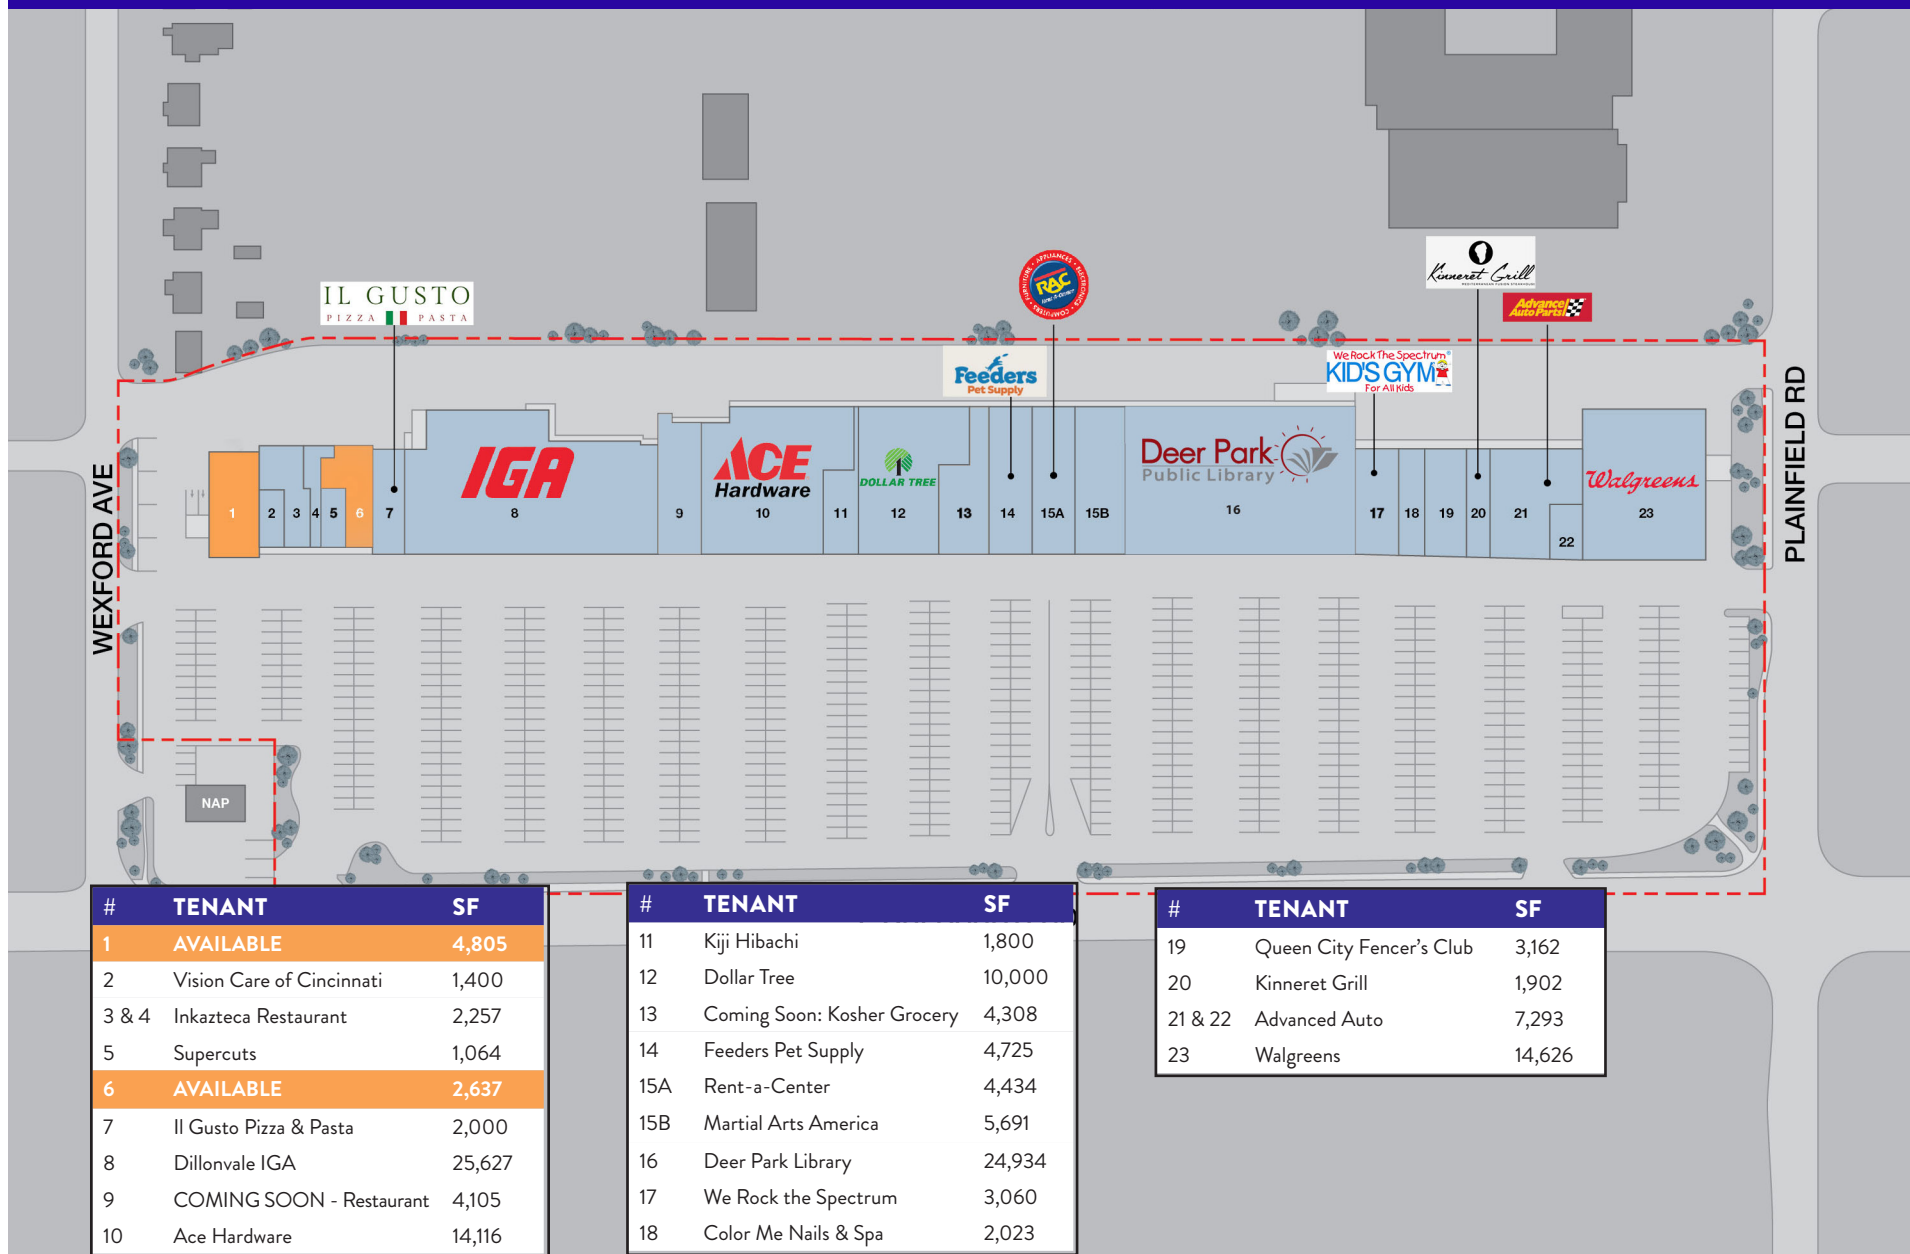 IL GUSTO
PIZZA PASTA
FURNITURE • APPLIANCES • ELECTRONICS • COMPUTERS
RAC
Rent-A-Center
Kinneret Grill
MEDITERRANEAN FUSION STEAKHOUSE
Advance
Auto Parts
Feeders
Pet Supply
We Rock The Spectrum
KID'S GYM
For All Kids
IGA
ACE
Hardware
DOLLAR TREE
Deer Park
Public Library
Walgreens
1 2 3 4 5 6 7 8 9 10 11 12 13 14 15A 15B 16 17 18 19 20 21 22 23
WEXFORD AVE
PLAINFIELD RD
NAP
# TENANT SF
1 AVAILABLE 4,805
2 Vision Care of Cincinnati 1,400
3 & 4 Inkazteca Restaurant 2,257
5 Supercuts 1,064
6 AVAILABLE 2,637
7 Il Gusto Pizza & Pasta 2,000
8 Dillonvale IGA 25,627
9 COMING SOON - Restaurant 4,105
10 Ace Hardware 14,116
# TENANT SF
11 Kiji Hibachi 1,800
12 Dollar Tree 10,000
13 Coming Soon: Kosher Grocery 4,308
14 Feeders Pet Supply 4,725
15A Rent-a-Center 4,434
15B Martial Arts America 5,691
16 Deer Park Library 24,934
17 We Rock the Spectrum 3,060
18 Color Me Nails & Spa 2,023
# TENANT SF
19 Queen City Fencer's Club 3,162
20 Kinneret Grill 1,902
21 & 22 Advanced Auto 7,293
23 Walgreens 14,626